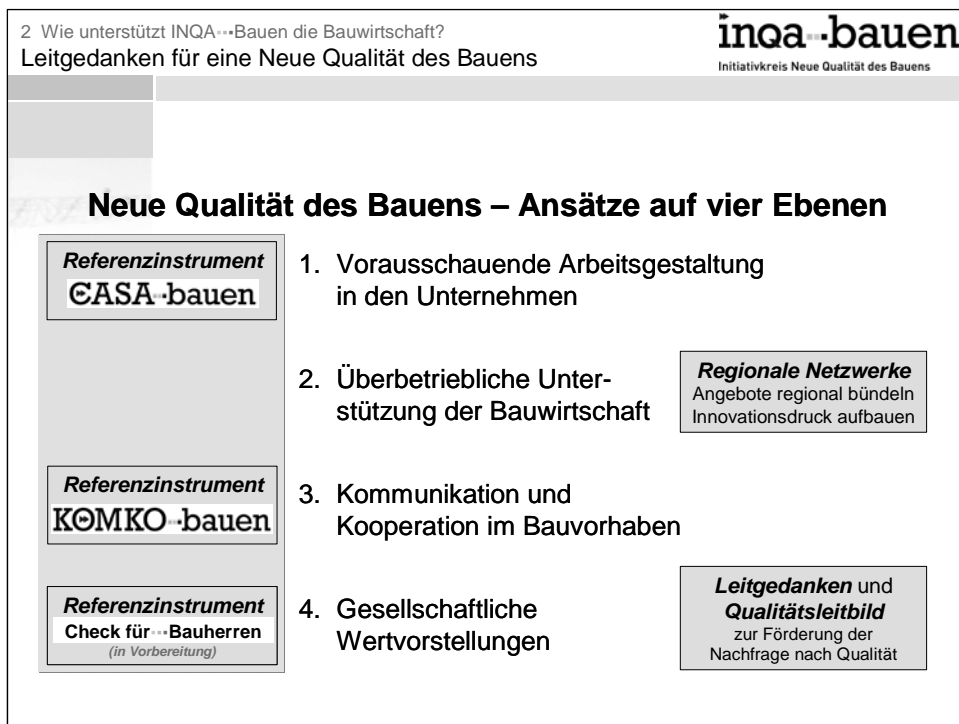 2 Wie unterstützt INQA···Bauen die Bauwirtschaft?
Leitgedanken für eine Neue Qualität des Bauens
inqa···bauen
Initiativkreis Neue Qualität des Bauens
Neue Qualität des Bauens – Ansätze auf vier Ebenen
Referenzinstrument
CASA···bauen
1. Vorausschauende Arbeitsgestaltung
in den Unternehmen
2. Überbetriebliche Unter-
stützung der Bauwirtschaft
Regionale Netzwerke
Angebote regional bündeln
Innovationsdruck aufbauen
Referenzinstrument
KOMKO···bauen
3. Kommunikation und
Kooperation im Bauvorhaben
Referenzinstrument
Check für···Bauherren
(in Vorbereitung)
4. Gesellschaftliche
Wertvorstellungen
Leitgedanken und
Qualitätsleitbild
zur Förderung der
Nachfrage nach Qualität